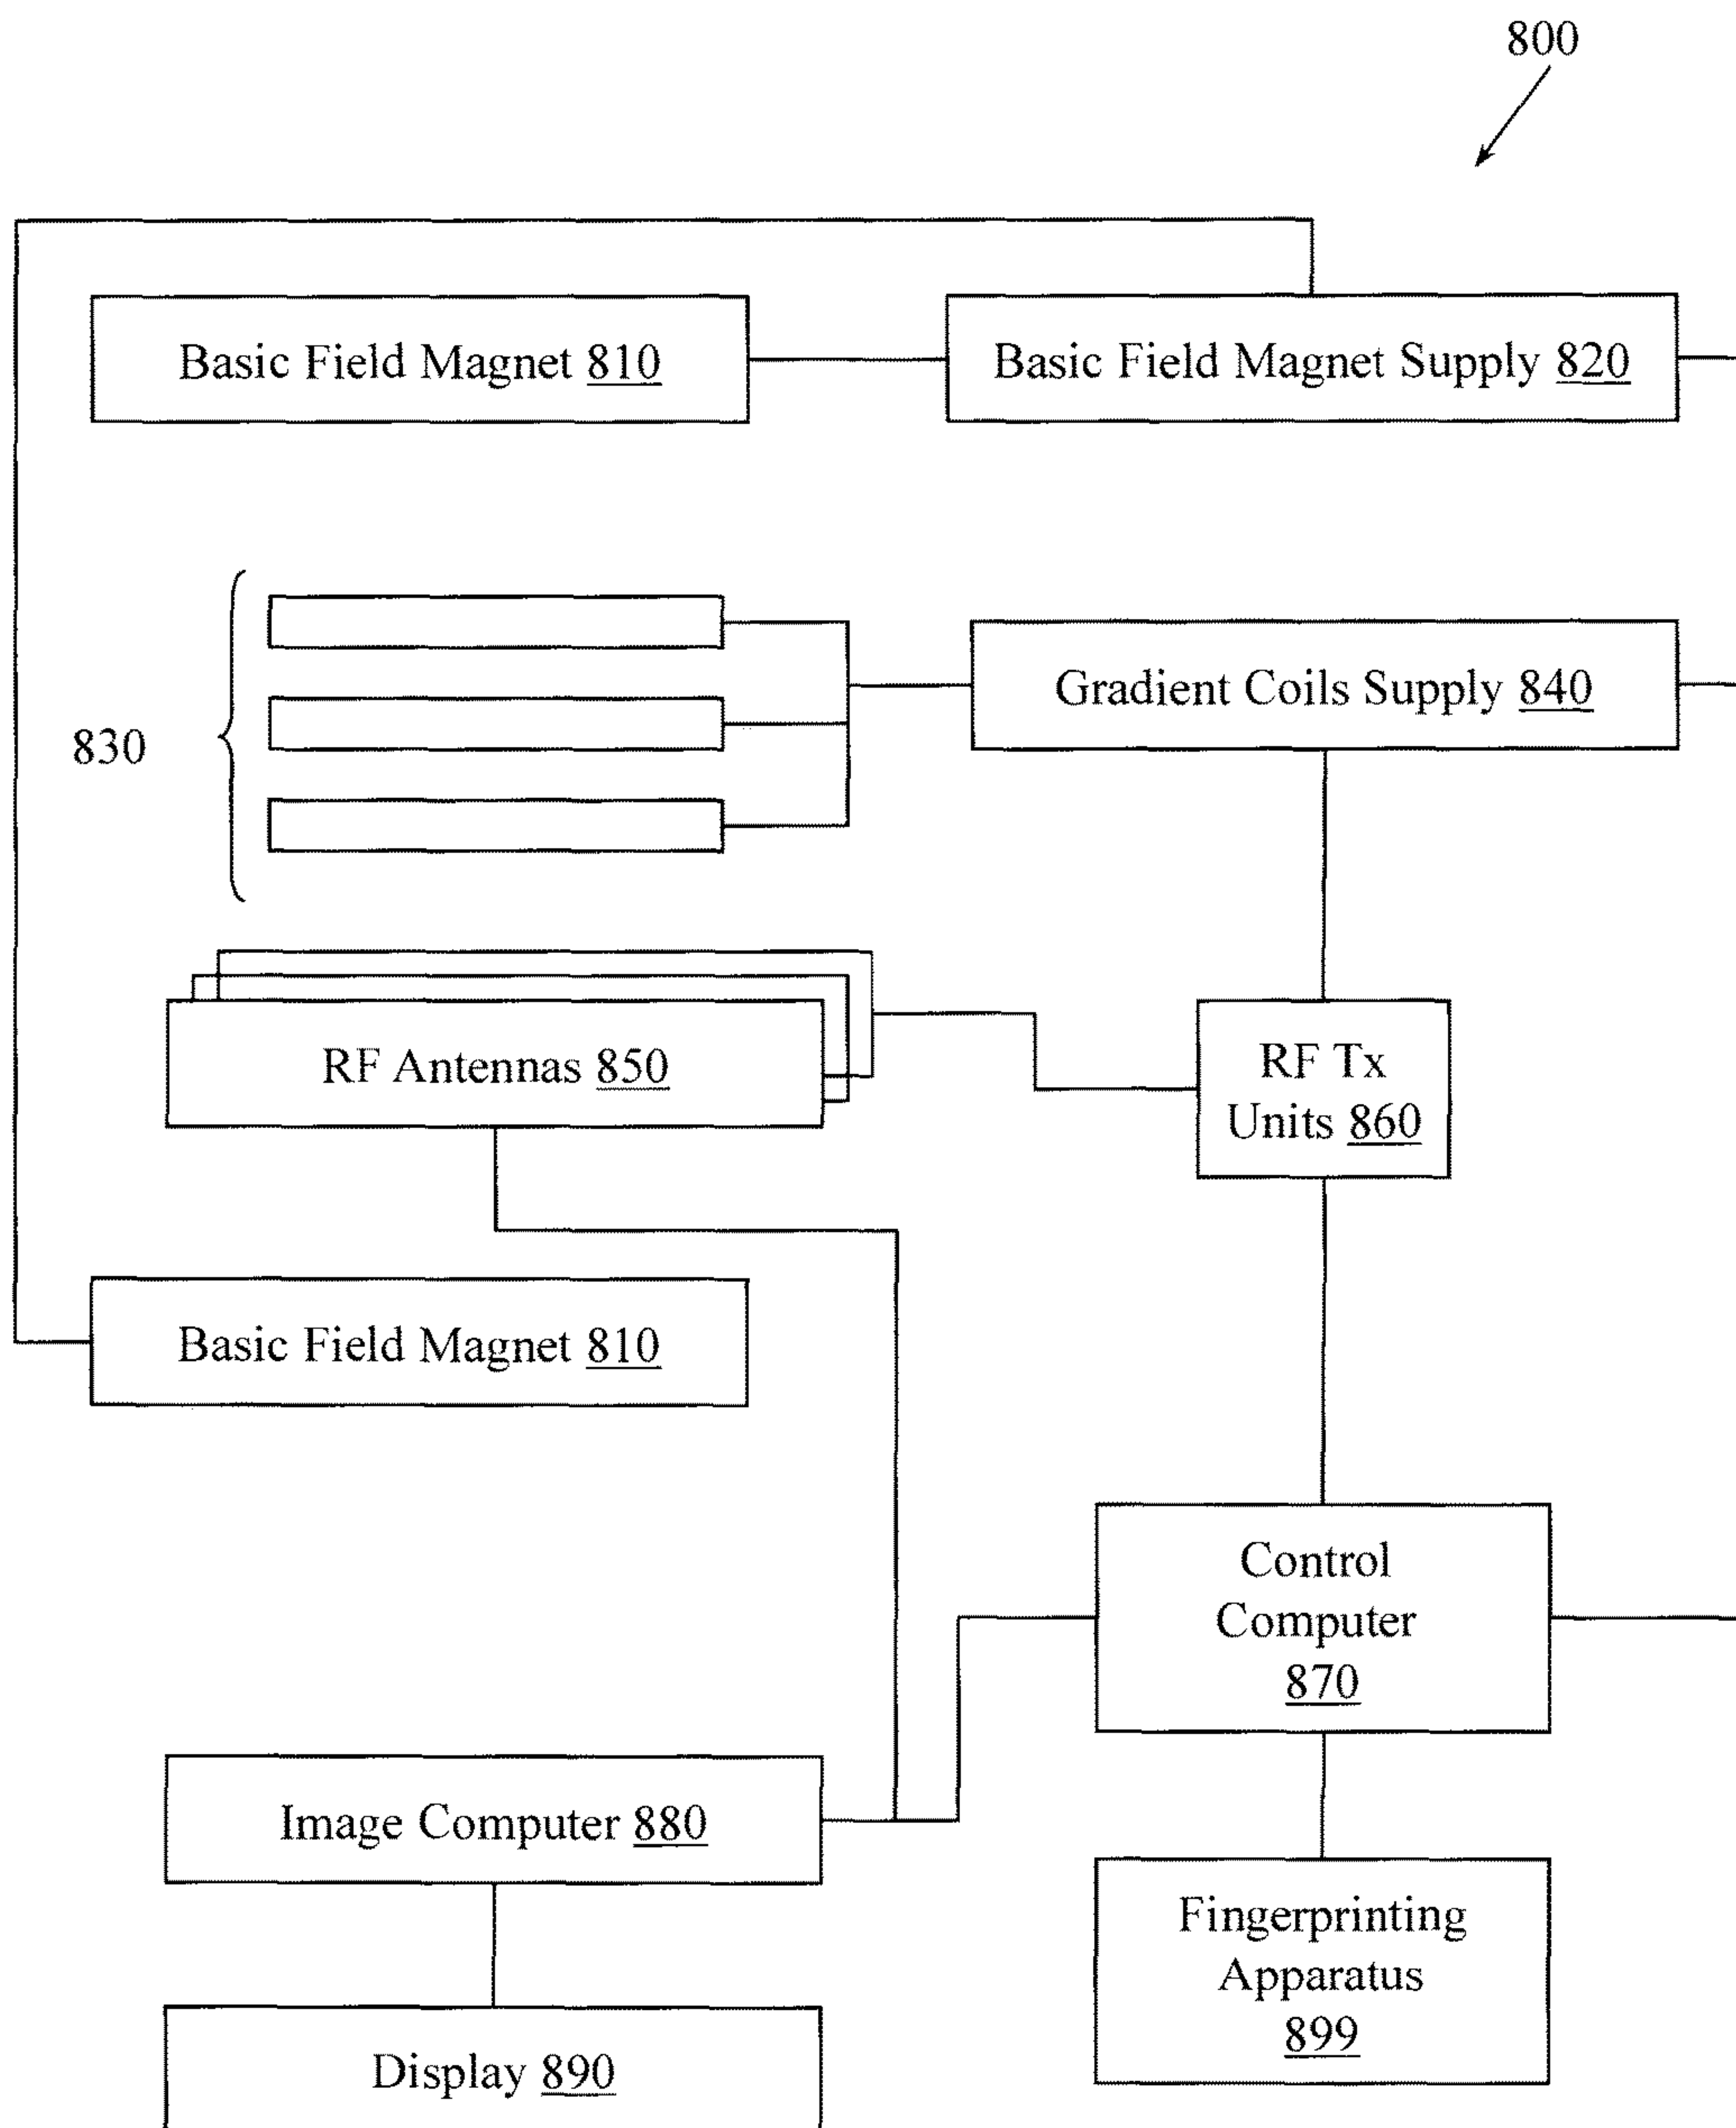 800
Basic Field Magnet 810
Basic Field Magnet Supply 820
830
Gradient Coils Supply 840
RF Antennas 850
RF Tx
Units 860
Basic Field Magnet 810
Control
Computer
870
Image Computer 880
Fingerprinting
Apparatus
899
Display 890